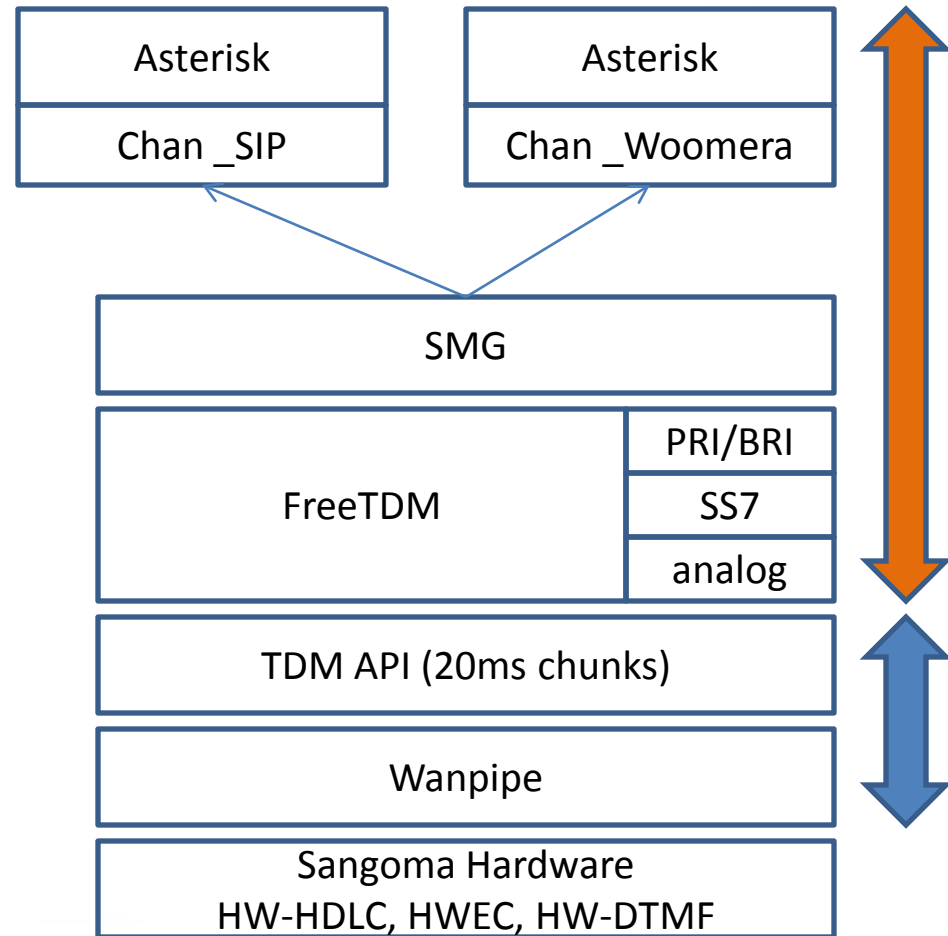 Asterisk
Chan _SIP
Asterisk
Chan _Woomera
SMG
FreeTDM
PRI/BRI
SS7
analog
TDM API (20ms chunks)
Wanpipe
Sangoma Hardware
HW-HDLC, HWEC, HW-DTMF